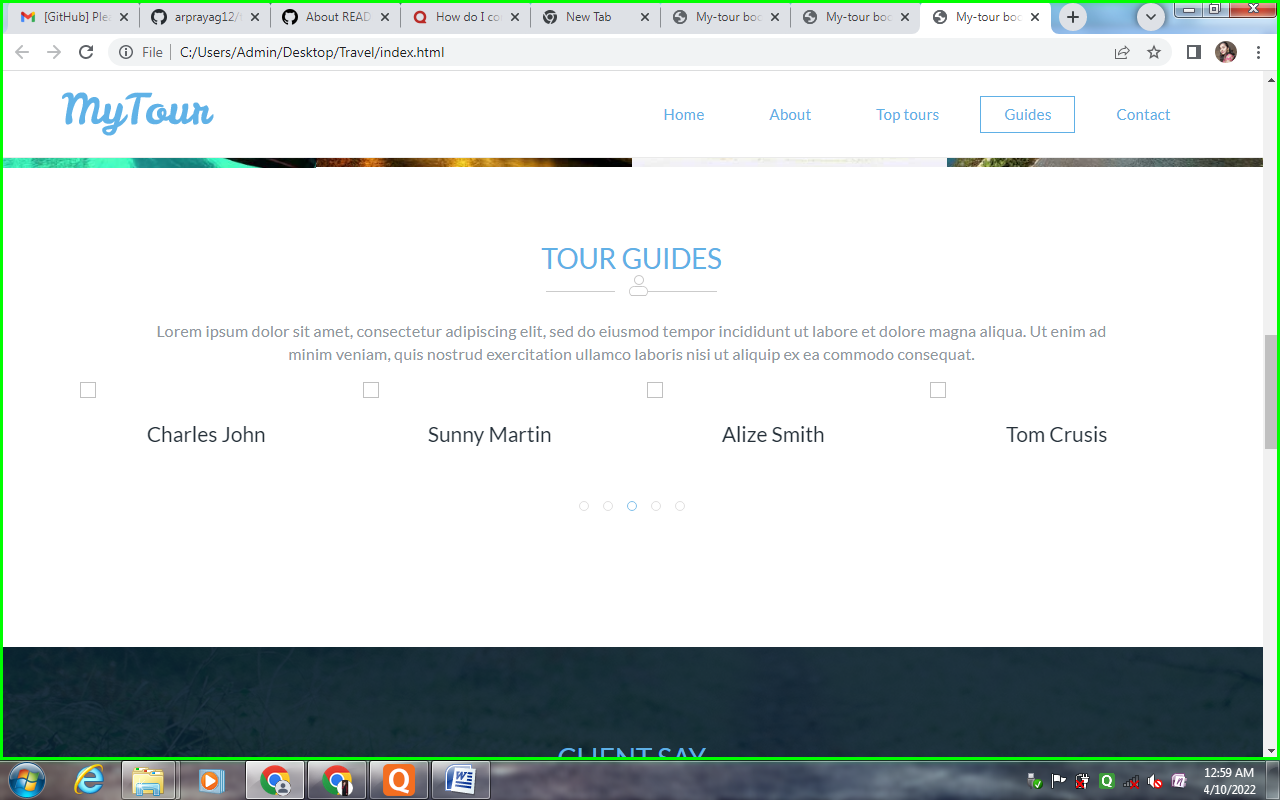 [GitHub] Ple
arprayag12/
About READ
How do I co
New Tab
My-tour boo
My-tour boo
My-tour boo
File
C:/Users/Admin/Desktop/Travel/index.html
MyTour
Home
About
Top tours
Guides
Contact
TOUR GUIDES
Lorem ipsum dolor sit amet, consectetur adipiscing elit, sed do eiusmod tempor incididunt ut labore et dolore magna aliqua. Ut enim ad
minim veniam, quis nostrud exercitation ullamco laboris nisi ut aliquip ex ea commodo consequat.
Charles John
Sunny Martin
Alize Smith
Tom Crusis
CLIENT SAY
12:59 AM
4/10/2022